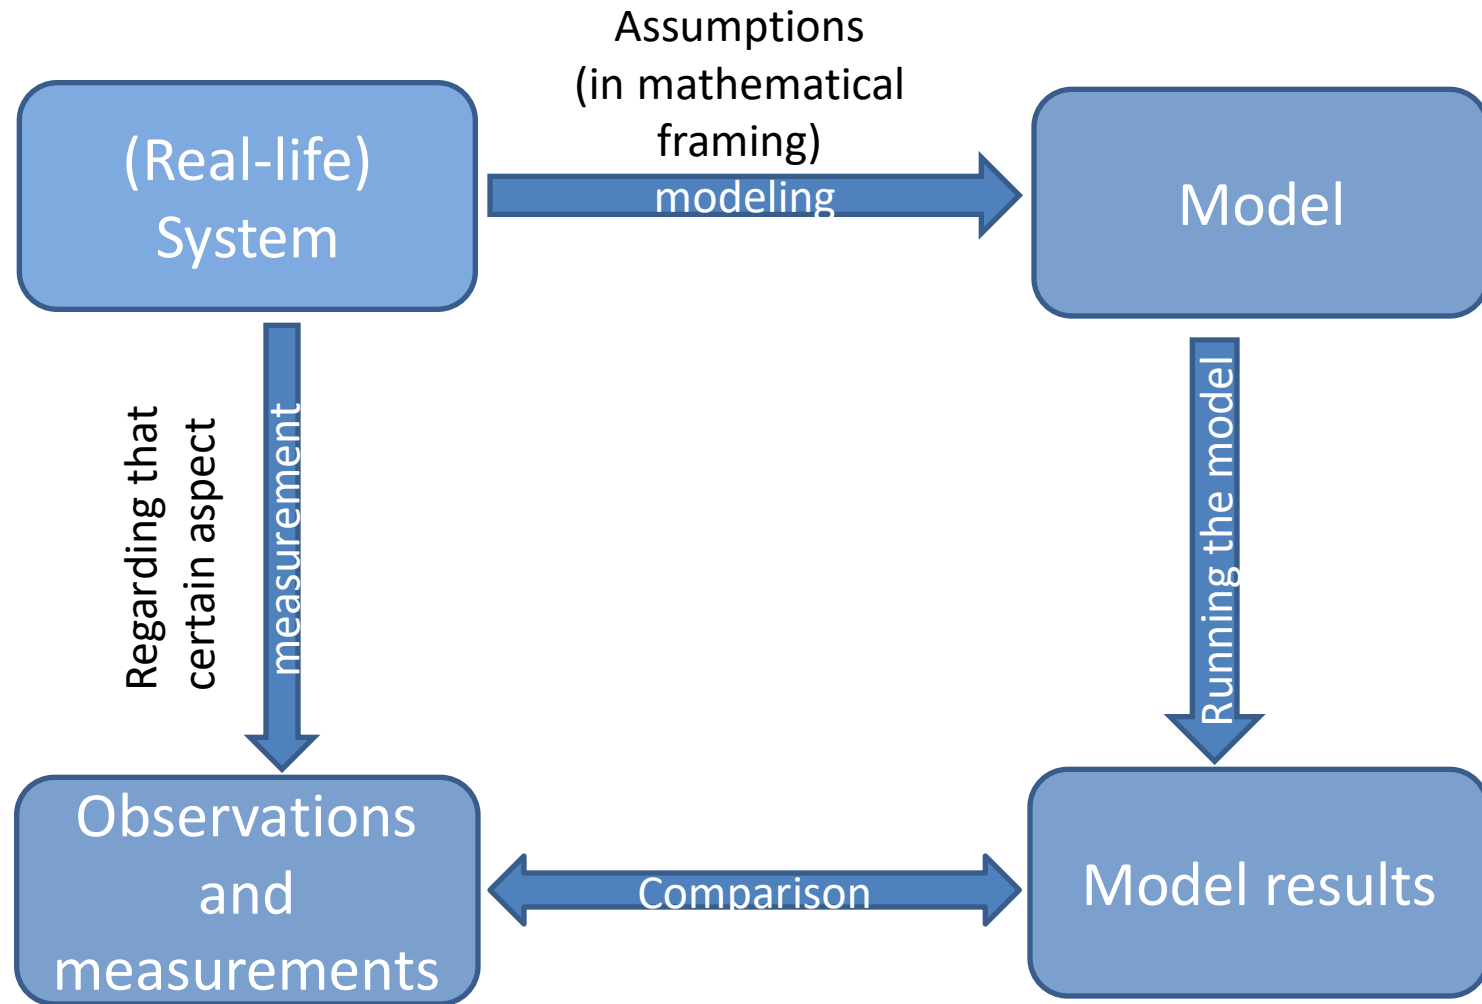 Assumptions
(in mathematical
framing)
(Real-life)
System
modeling
Model
Regarding that
certain aspect
measurement
Running the model
Observations
and
measurements
Comparison
Model results